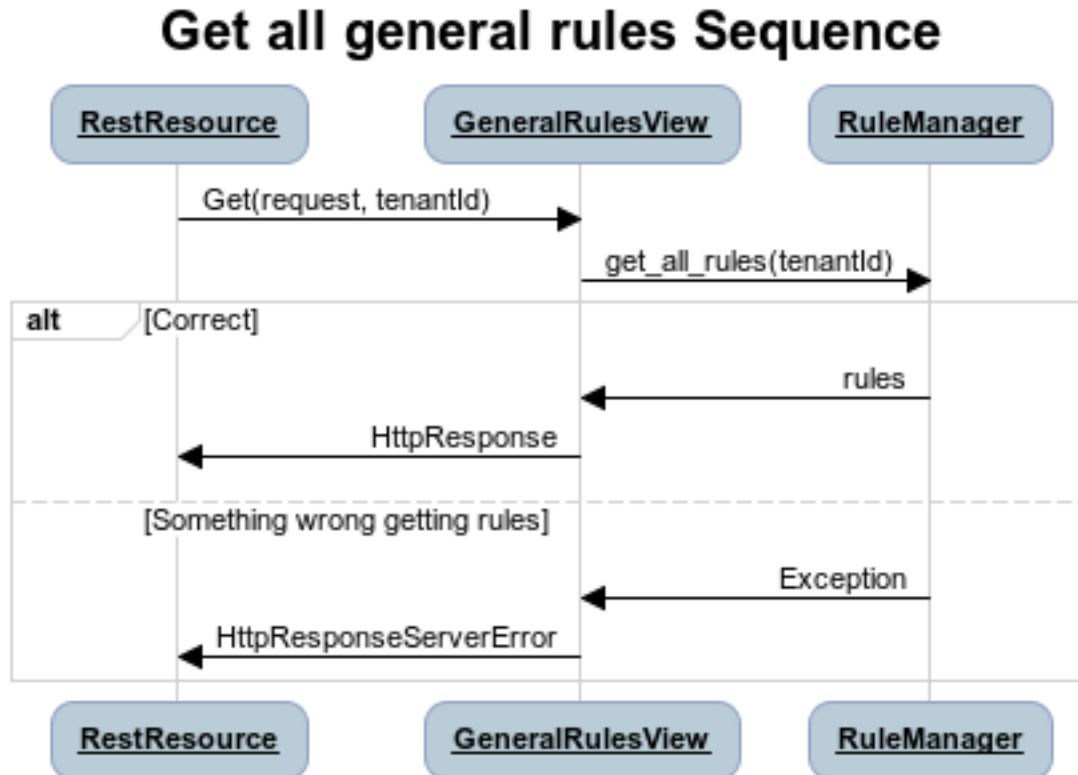 Get all general rules Sequence
RestResource GeneralRulesView RuleManager
Get(request, tenantId)
get_all_rules(tenantId)
alt [Correct]
rules
HttpResponse
[Something wrong getting rules]
Exception
HttpResponseServerError
RestResource GeneralRulesView RuleManager